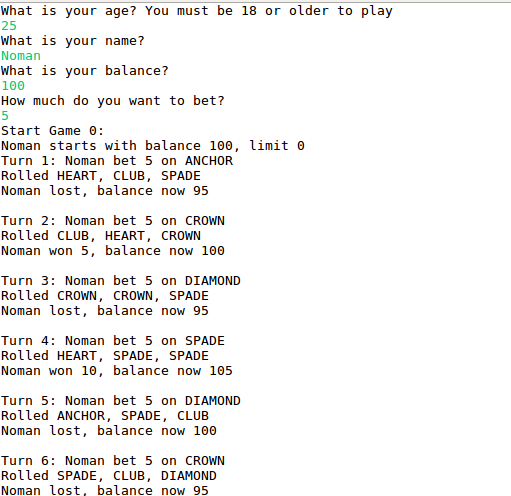 What is your age? You must be 18 or older to play
25
What is your name?
Noman
What is your balance?
100
How much do you want to bet?
5
Start Game 0:
Noman starts with balance 100, limit 0
Turn 1: Noman bet 5 on ANCHOR
Rolled HEART, CLUB, SPADE
Noman lost, balance now 95
Turn 2: Noman bet 5 on CROWN
Rolled CLUB, HEART, CROWN
Noman won 5, balance now 100
Turn 3: Noman bet 5 on DIAMOND
Rolled CROWN, CROWN, SPADE
Noman lost, balance now 95
Turn 4: Noman bet 5 on SPADE
Rolled HEART, SPADE, SPADE
Noman won 10, balance now 105
Turn 5: Noman bet 5 on DIAMOND
Rolled ANCHOR, SPADE, CLUB
Noman lost, balance now 100
Turn 6: Noman bet 5 on CROWN
Rolled SPADE, CLUB, DIAMOND
Noman lost, balance now 95